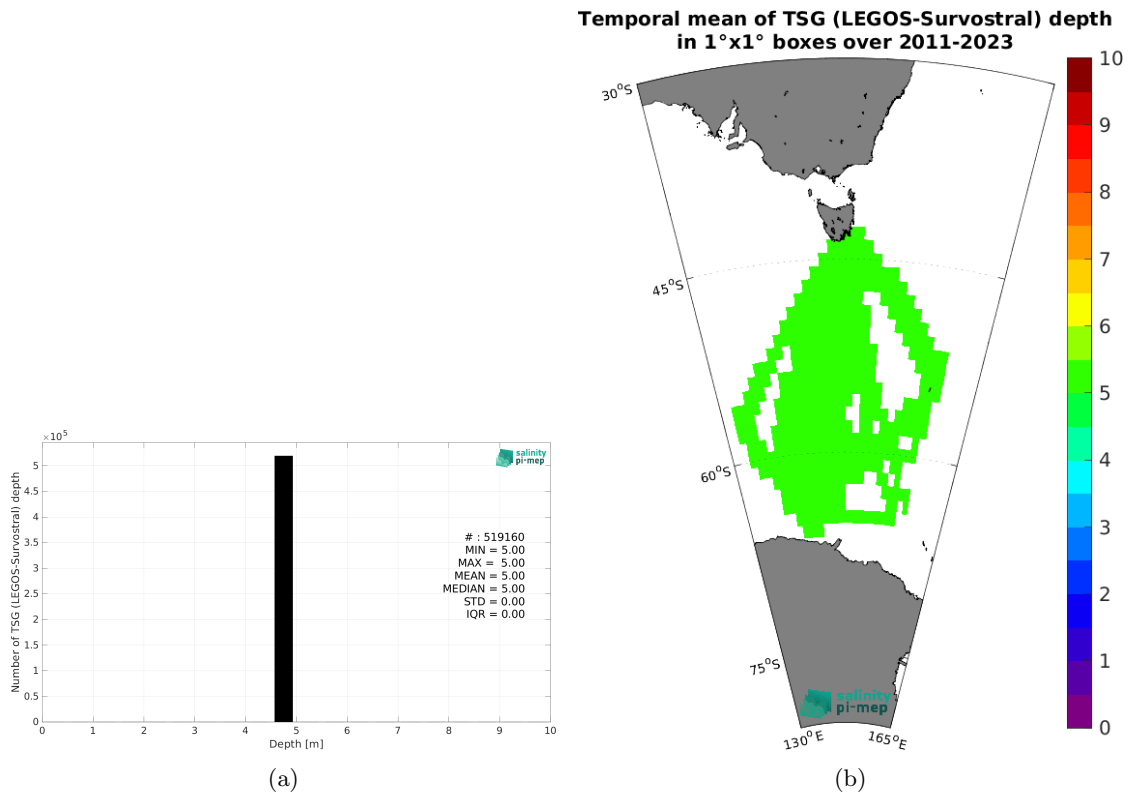 Temporal mean of TSG (LEGOS-Survostral) depth
in 1°x1° boxes over 2011-2023
30°S
45°S
60°S
75°S
130°E
165°E
salinity
pi-mep
10
9
8
7
6
5
4
3
2
1
0
×10⁵
5
4.5
4
3.5
3
2.5
2
1.5
1
0.5
0
Number of TSG (LEGOS-Survostral) depth
salinity
pi-mep
# : 519160
MIN = 5.00
MAX = 5.00
MEAN = 5.00
MEDIAN = 5.00
STD = 0.00
IQR = 0.00
0 1 2 3 4 5 6 7 8 9 10
Depth [m]
(a)
(b)